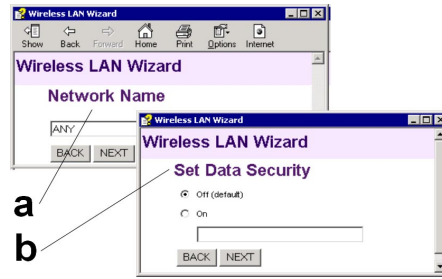 Wireless LAN Wizard
Show Back Forward Home Print Options Internet
Wireless LAN Wizard
Network Name
ANY
BACK NEXT
Wireless LAN Wizard
Wireless LAN Wizard
Set Data Security
Off (default)
On
BACK NEXT
a
b